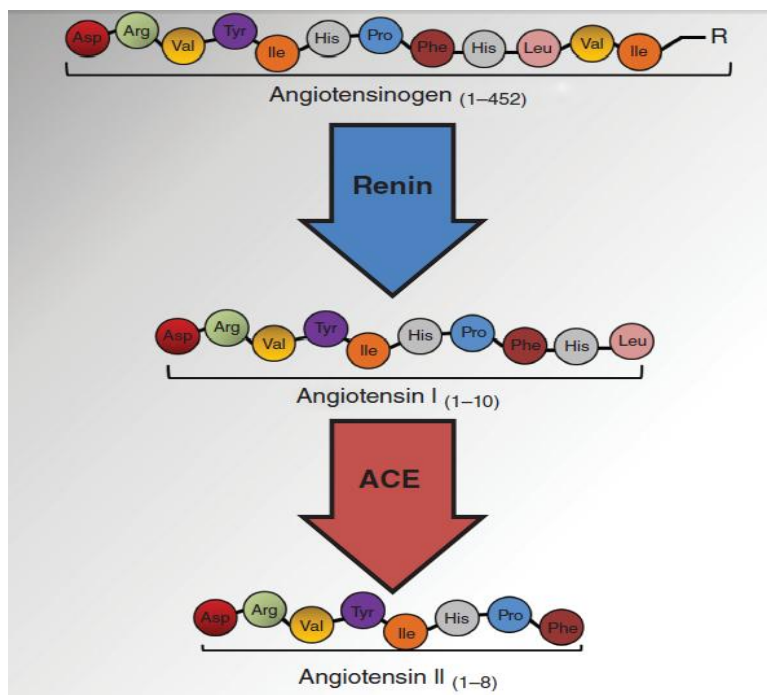 Asp Arg Val Tyr Ile His Pro Phe His Leu Val Ile R
Angiotensinogen (1–452)
Renin
Asp Arg Val Tyr Ile His Pro Phe His Leu
Angiotensin I (1–10)
ACE
Asp Arg Val Tyr Ile His Pro Phe
Angiotensin II (1–8)